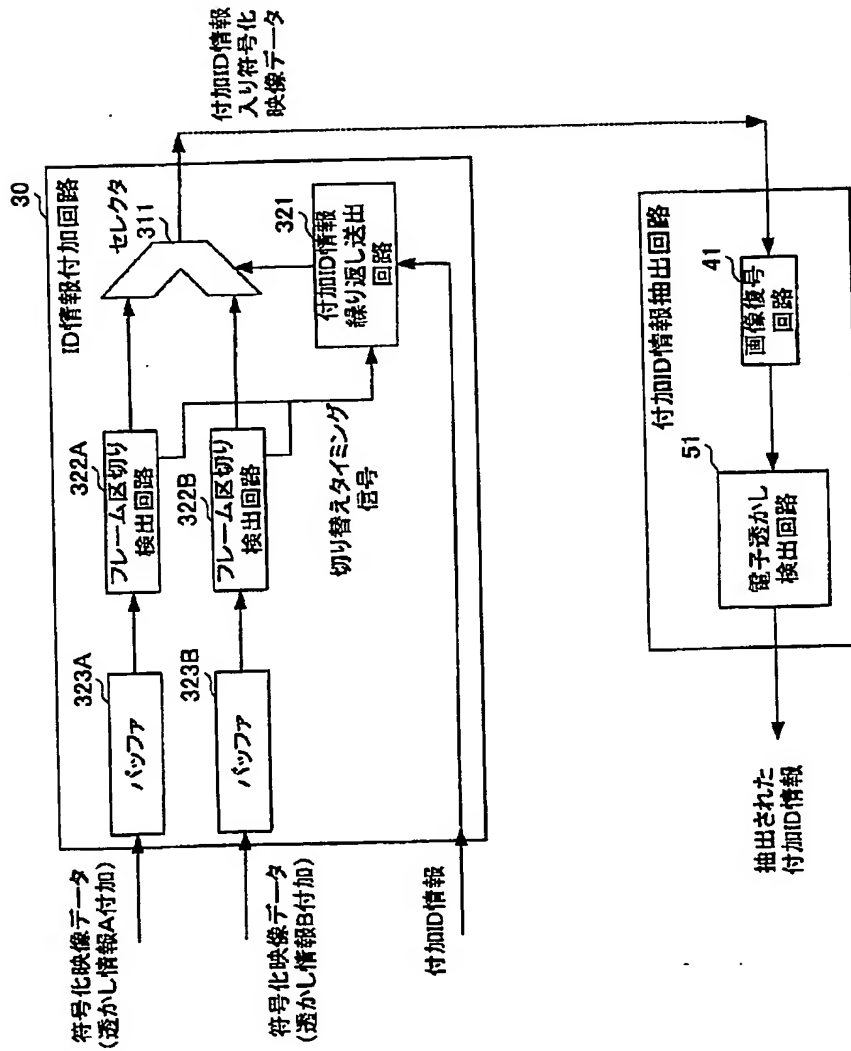 30
ID情報付加回路
符号化映像データ
(透かし情報A付加)
323A
バッファ
322A
フレーム区切り
検出回路
セレクタ
311
付加ID情報
入り符号化
映像データ
符号化映像データ
(透かし情報B付加)
323B
バッファ
322B
フレーム区切り
検出回路
321
付加ID情報
繰り返し送出
回路
切り替えタイミング
信号
付加ID情報
付加ID情報抽出回路
51
電子透かし
検出回路
41
画像復号
回路
抽出された
付加ID情報